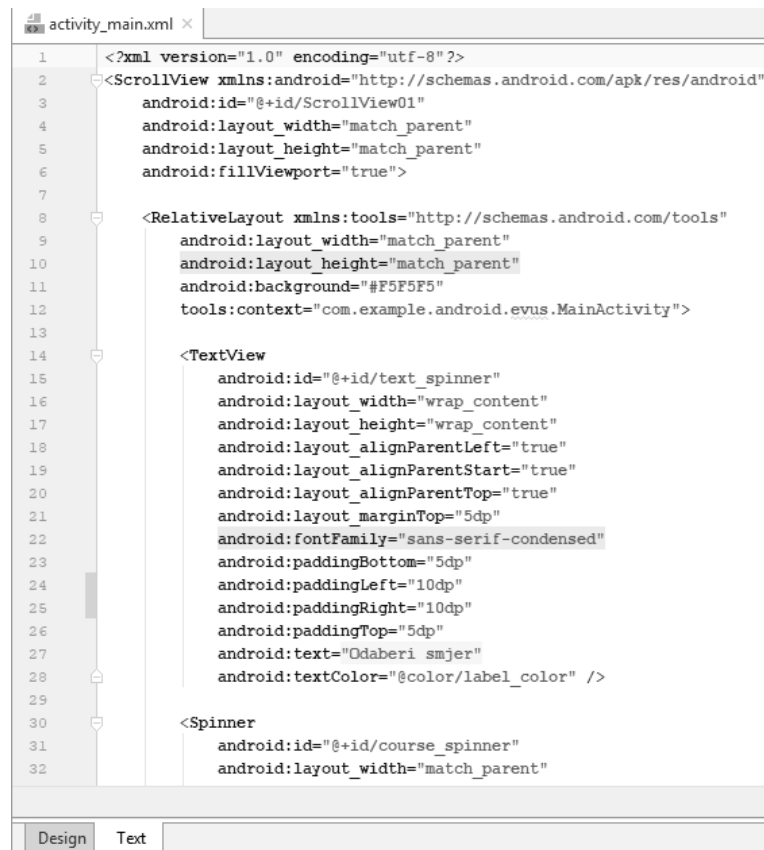 activity_main.xml ×
1 <?xml version="1.0" encoding="utf-8"?>
2 <ScrollView xmlns:android="http://schemas.android.com/apk/res/android"
3 android:id="@+id/ScrollView01"
4 android:layout_width="match_parent"
5 android:layout_height="match_parent"
6 android:fillViewport="true">
7
8 <RelativeLayout xmlns:tools="http://schemas.android.com/tools"
9 android:layout_width="match_parent"
10 android:layout_height="match_parent"
11 android:background="#F5F5F5"
12 tools:context="com.example.android.evus.MainActivity">
13
14 <TextView
15 android:id="@+id/text_spinner"
16 android:layout_width="wrap_content"
17 android:layout_height="wrap_content"
18 android:layout_alignParentLeft="true"
19 android:layout_alignParentStart="true"
20 android:layout_alignParentTop="true"
21 android:layout_marginTop="5dp"
22 android:fontFamily="sans-serif-condensed"
23 android:paddingBottom="5dp"
24 android:paddingLeft="10dp"
25 android:paddingRight="10dp"
26 android:paddingTop="5dp"
27 android:text="Odaberi smjer"
28 android:textColor="@color/label_color" />
29
30 <Spinner
31 android:id="@+id/course_spinner"
32 android:layout_width="match_parent"
Design Text